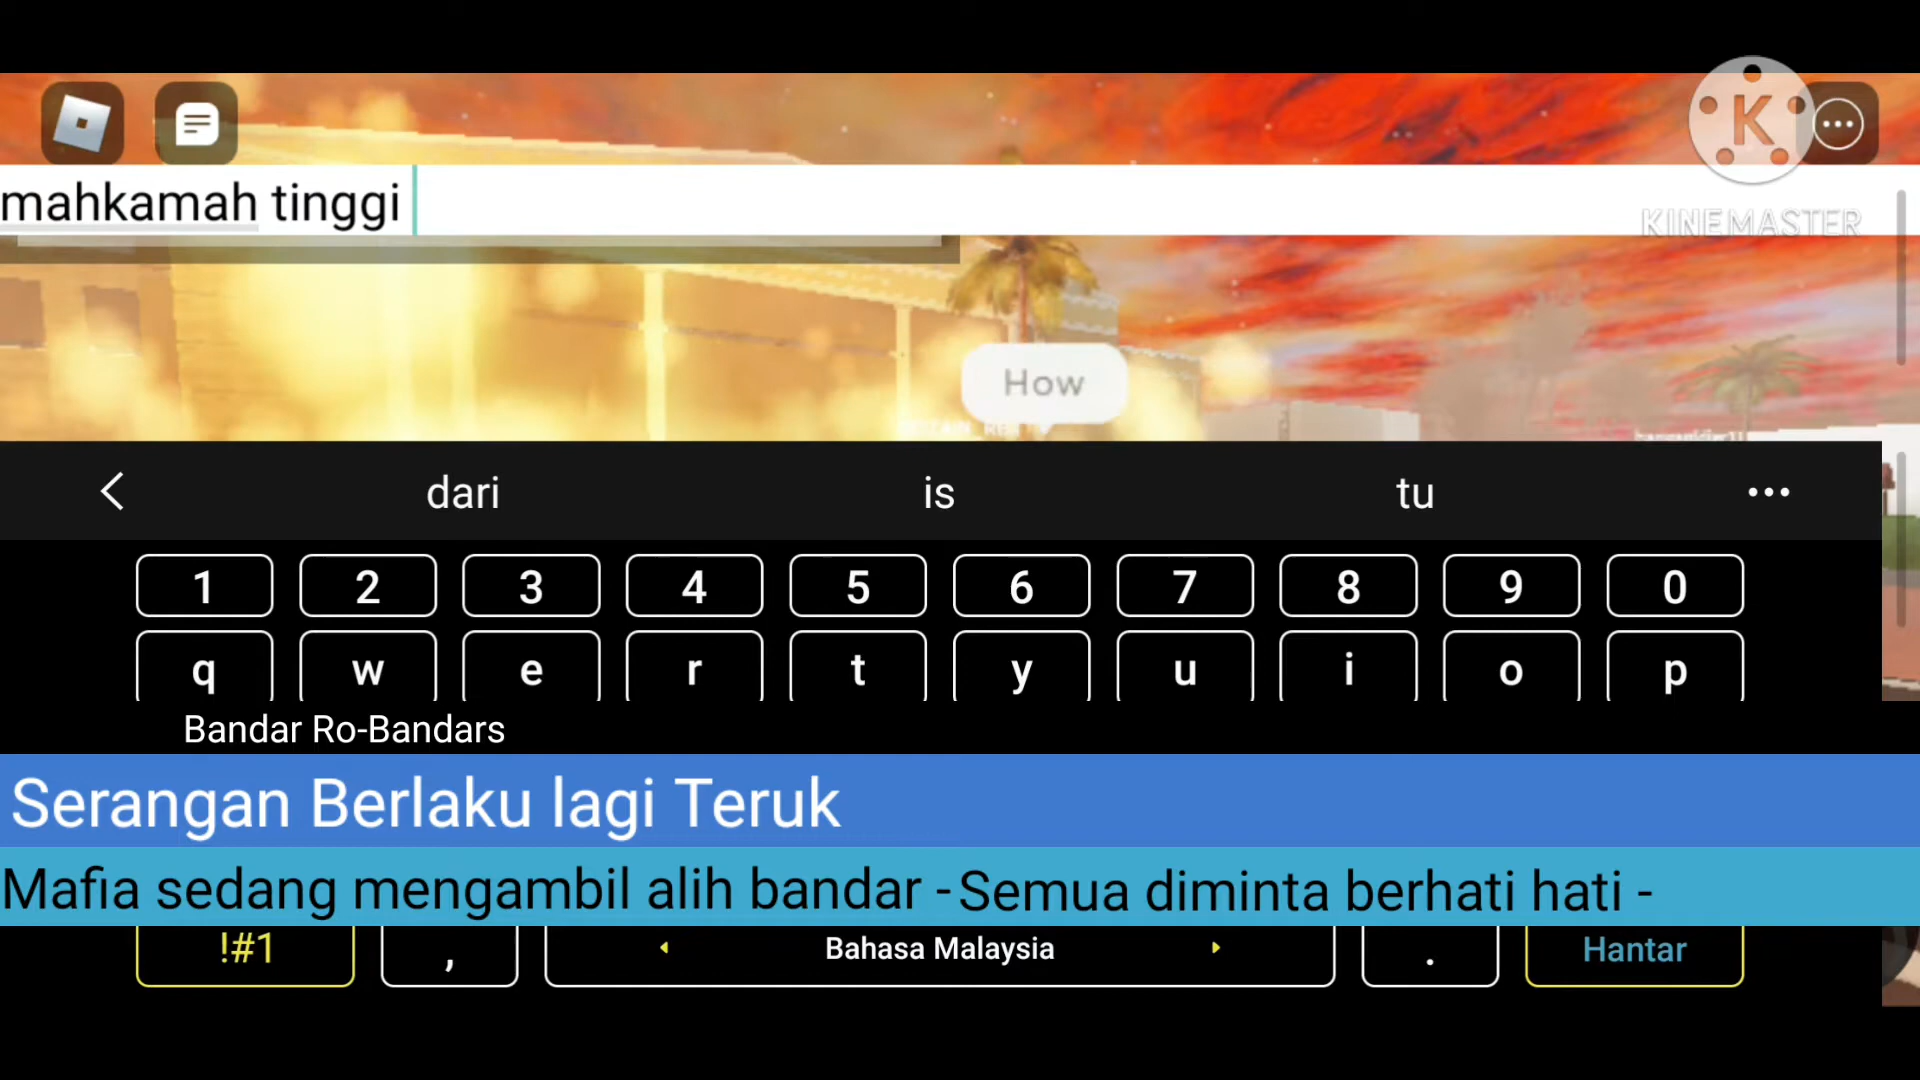 K
KINEMASTER
mahkamah tinggi
How
dari is tu
1 2 3 4 5 6 7 8 9 0
q w e r t y u i o p
Bandar Ro-Bandars
Serangan Berlaku lagi Teruk
Mafia sedang mengambil alih bandar -Semua diminta berhati hati -
!#1 , Bahasa Malaysia . Hantar